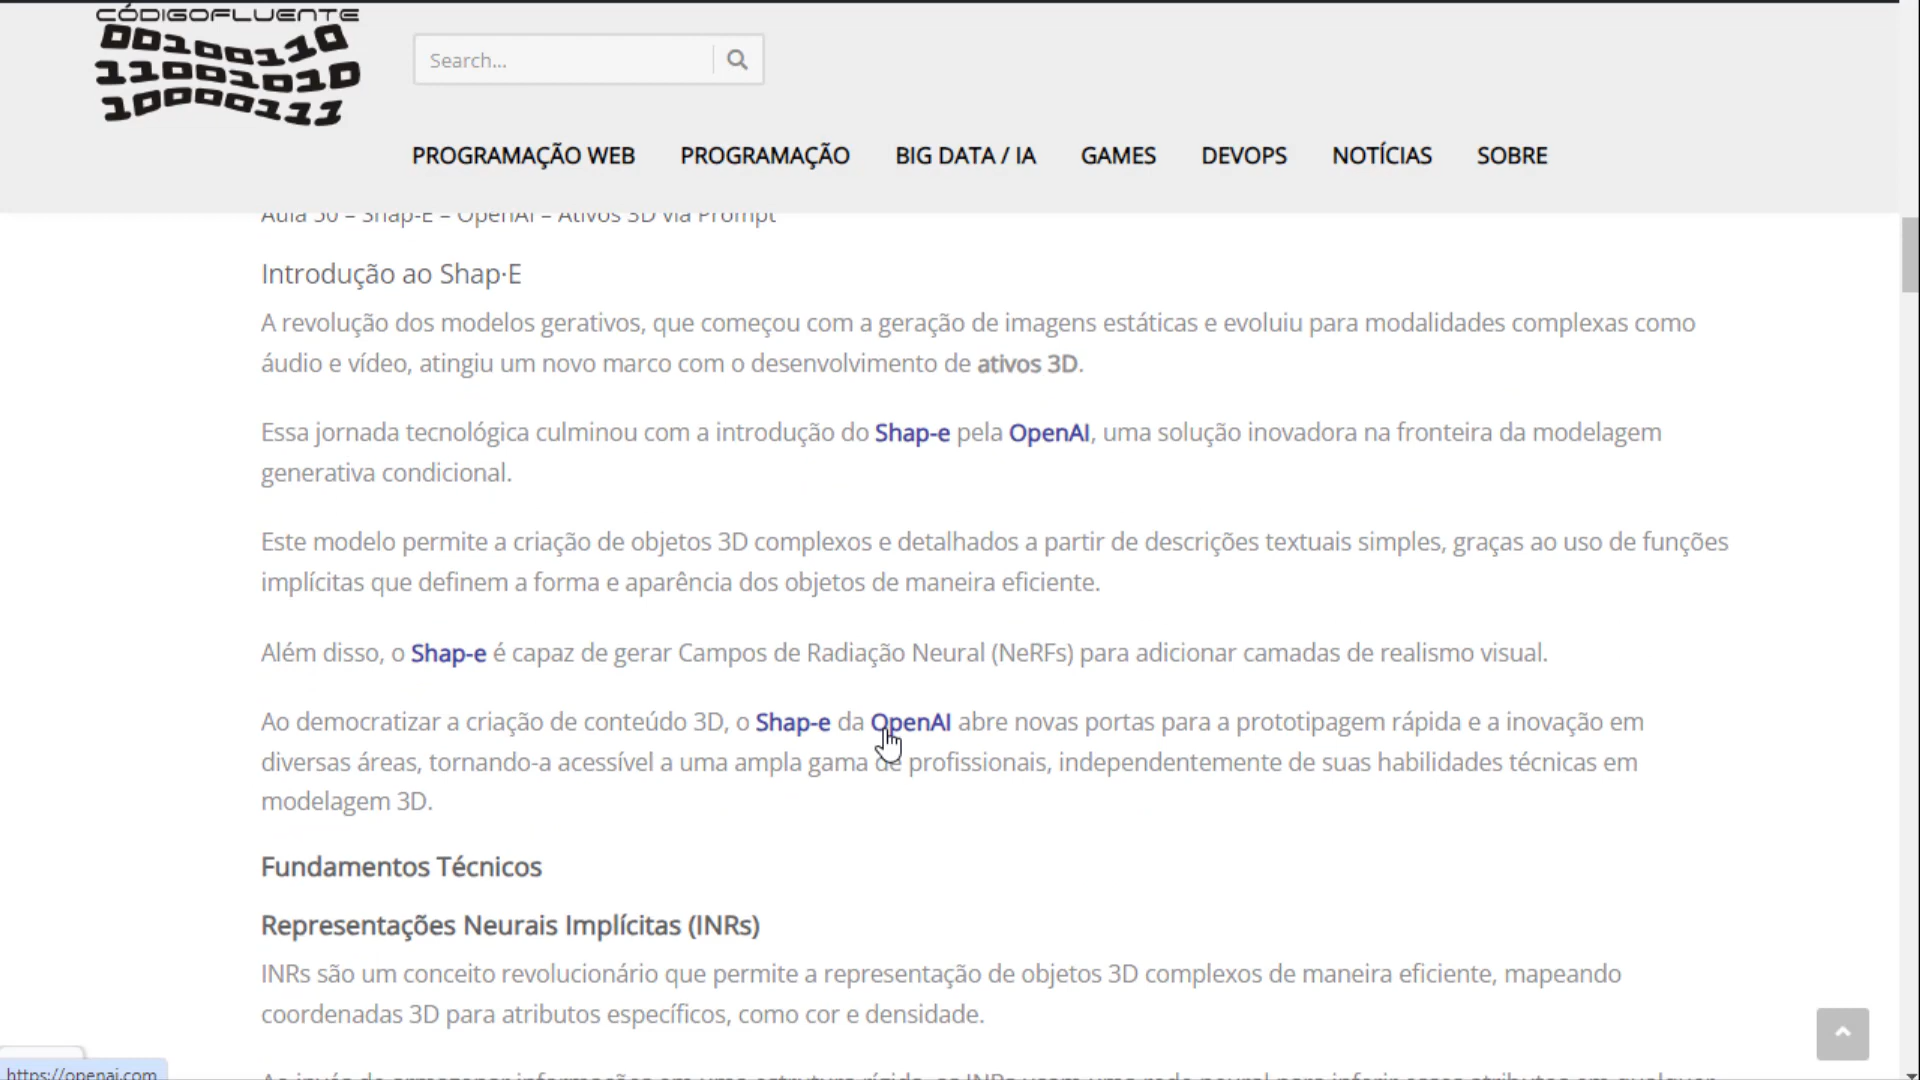 CÓDIGOFLUENTE
00100110
11001010
10000111
Search...
PROGRAMAÇÃO WEB PROGRAMAÇÃO BIG DATA / IA GAMES DEVOPS NOTÍCIAS SOBRE
Aula 50 – Shap-E – OpenAI – Ativos 3D via Prompt
Introdução ao Shap·E
A revolução dos modelos gerativos, que começou com a geração de imagens estáticas e evoluiu para modalidades complexas como
áudio e vídeo, atingiu um novo marco com o desenvolvimento de ativos 3D.
Essa jornada tecnológica culminou com a introdução do Shap-e pela OpenAI, uma solução inovadora na fronteira da modelagem
generativa condicional.
Este modelo permite a criação de objetos 3D complexos e detalhados a partir de descrições textuais simples, graças ao uso de funções
implícitas que definem a forma e aparência dos objetos de maneira eficiente.
Além disso, o Shap-e é capaz de gerar Campos de Radiação Neural (NeRFs) para adicionar camadas de realismo visual.
Ao democratizar a criação de conteúdo 3D, o Shap-e da OpenAI abre novas portas para a prototipagem rápida e a inovação em
diversas áreas, tornando-a acessível a uma ampla gama de profissionais, independentemente de suas habilidades técnicas em
modelagem 3D.
Fundamentos Técnicos
Representações Neurais Implícitas (INRs)
INRs são um conceito revolucionário que permite a representação de objetos 3D complexos de maneira eficiente, mapeando
coordenadas 3D para atributos específicos, como cor e densidade.
https://openai.com